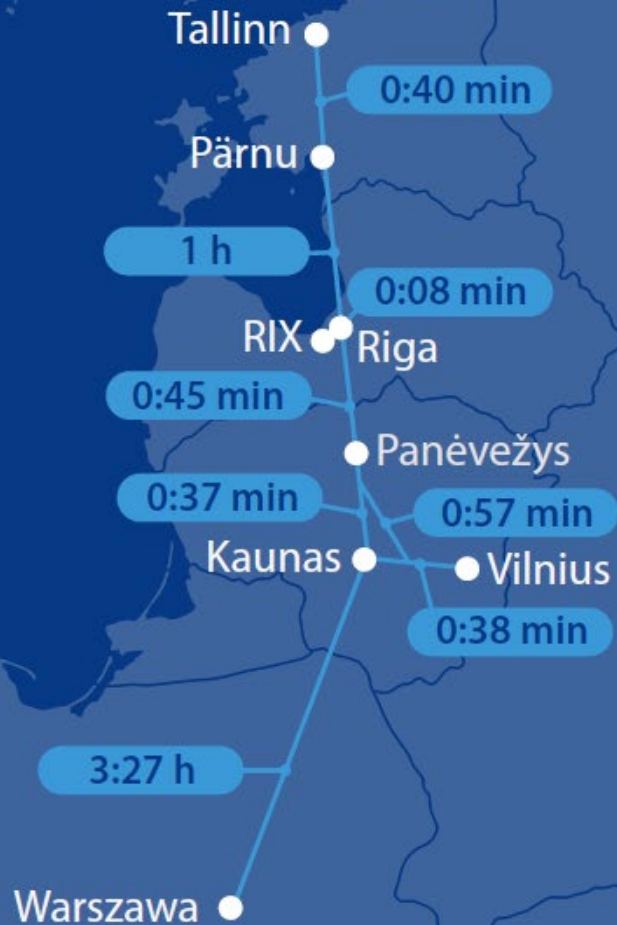 Tallinn
0:40 min
Pärnu
1 h
0:08 min
RIX
Riga
0:45 min
Panėvežys
0:37 min
0:57 min
Kaunas
Vilnius
0:38 min
3:27 h
Warszawa